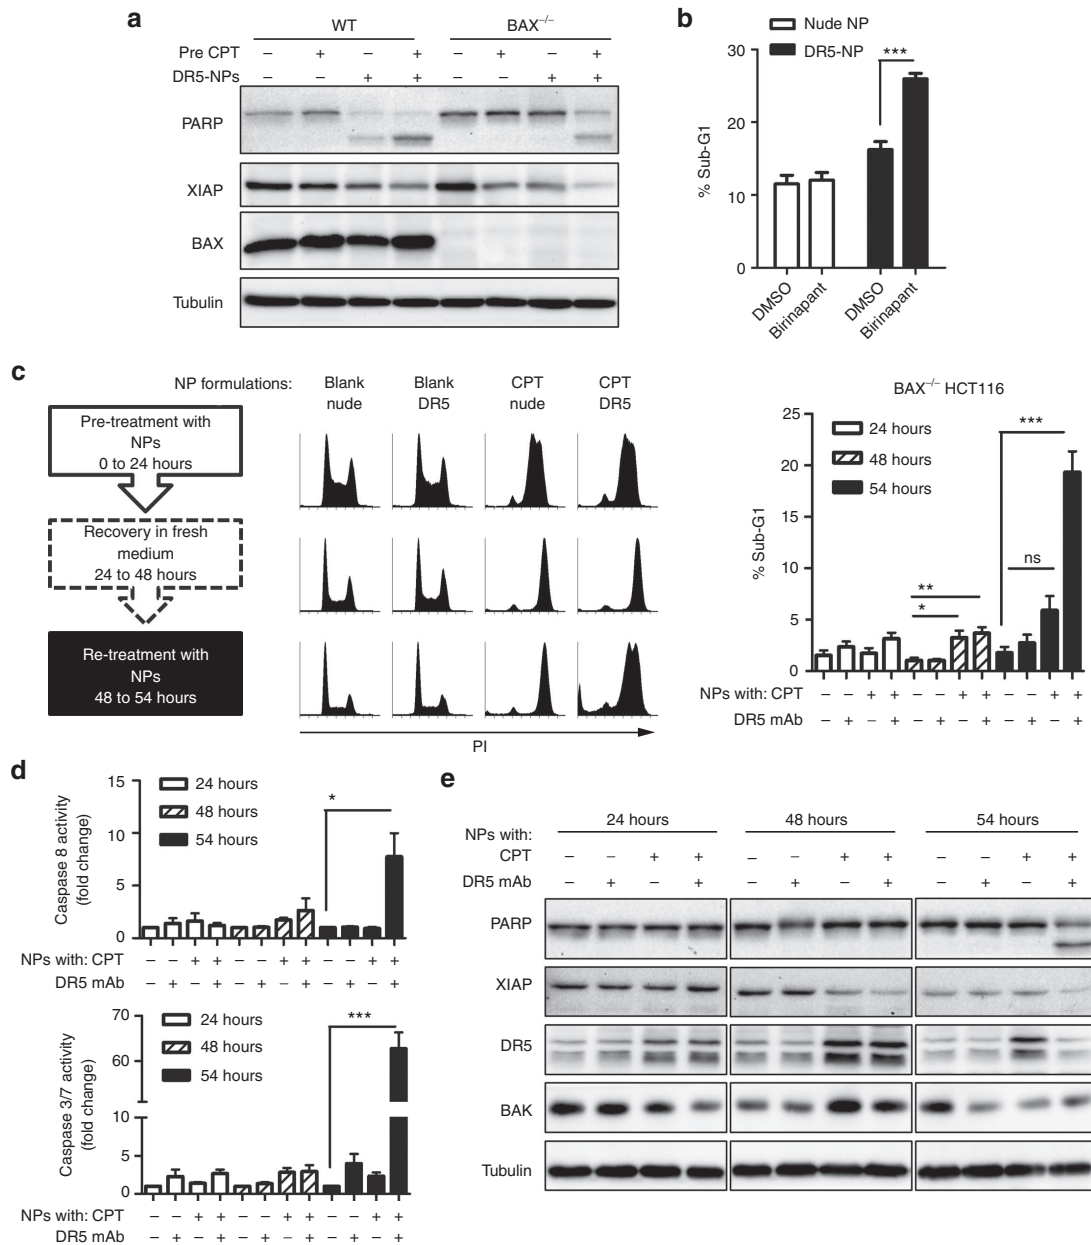 a
WT BAX–/–
Pre CPT – + – + – + – +
DR5-NPs – – + + – – + +
PARP
XIAP
BAX
Tubulin
b
Nude NP
DR5-NP
***
30
20
10
0
% Sub-G1
DMSO
Birinapant
DMSO
Birinapant
c
Pre-treatment with
NPs
0 to 24 hours
Recovery in fresh
medium
24 to 48 hours
Re-treatment with
NPs
48 to 54 hours
NP formulations: Blank Blank CPT CPT
nude DR5 nude DR5
PI
BAX–/– HCT116
25
20
15
10
5
0
% Sub-G1
24 hours
48 hours
54 hours
***
ns
**
*
NPs with: CPT – – + + – – + + – – + +
DR5 mAb – + – + – + – + – + – +
d
15
10
5
0
Caspase 8 activity
(fold change)
24 hours
48 hours
54 hours
*
NPs with: CPT – – + + – – + + – – + +
DR5 mAb – + – + – + – + – + – +
70
60
10
5
0
Caspase 3/7 activity
(fold change)
24 hours
48 hours
54 hours
***
NPs with: CPT – – + + – – + + – – + +
DR5 mAb – + – + – + – + – + – +
e
24 hours 48 hours 54 hours
NPs with:
CPT – – + + – – + + – – + +
DR5 mAb – + – + – + – + – + – +
PARP
XIAP
DR5
BAK
Tubulin